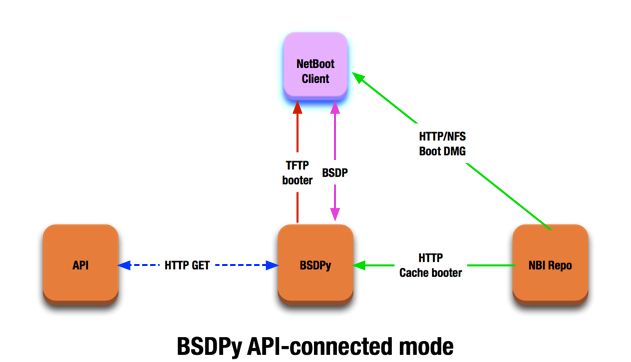 NetBoot
Client
HTTP/NFS
Boot DMG
TFTP
booter
BSDP
API
HTTP GET
BSDPy
HTTP
Cache booter
NBI Repo
BSDPy API-connected mode